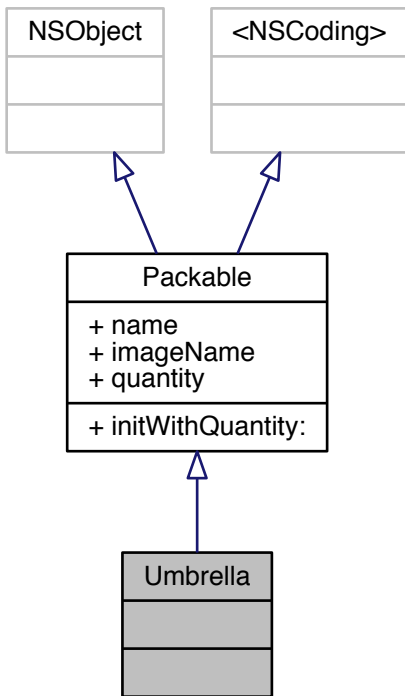 NSObject
<NSCoding>
Packable
+ name
+ imageName
+ quantity
+ initWithQuantity:
Umbrella